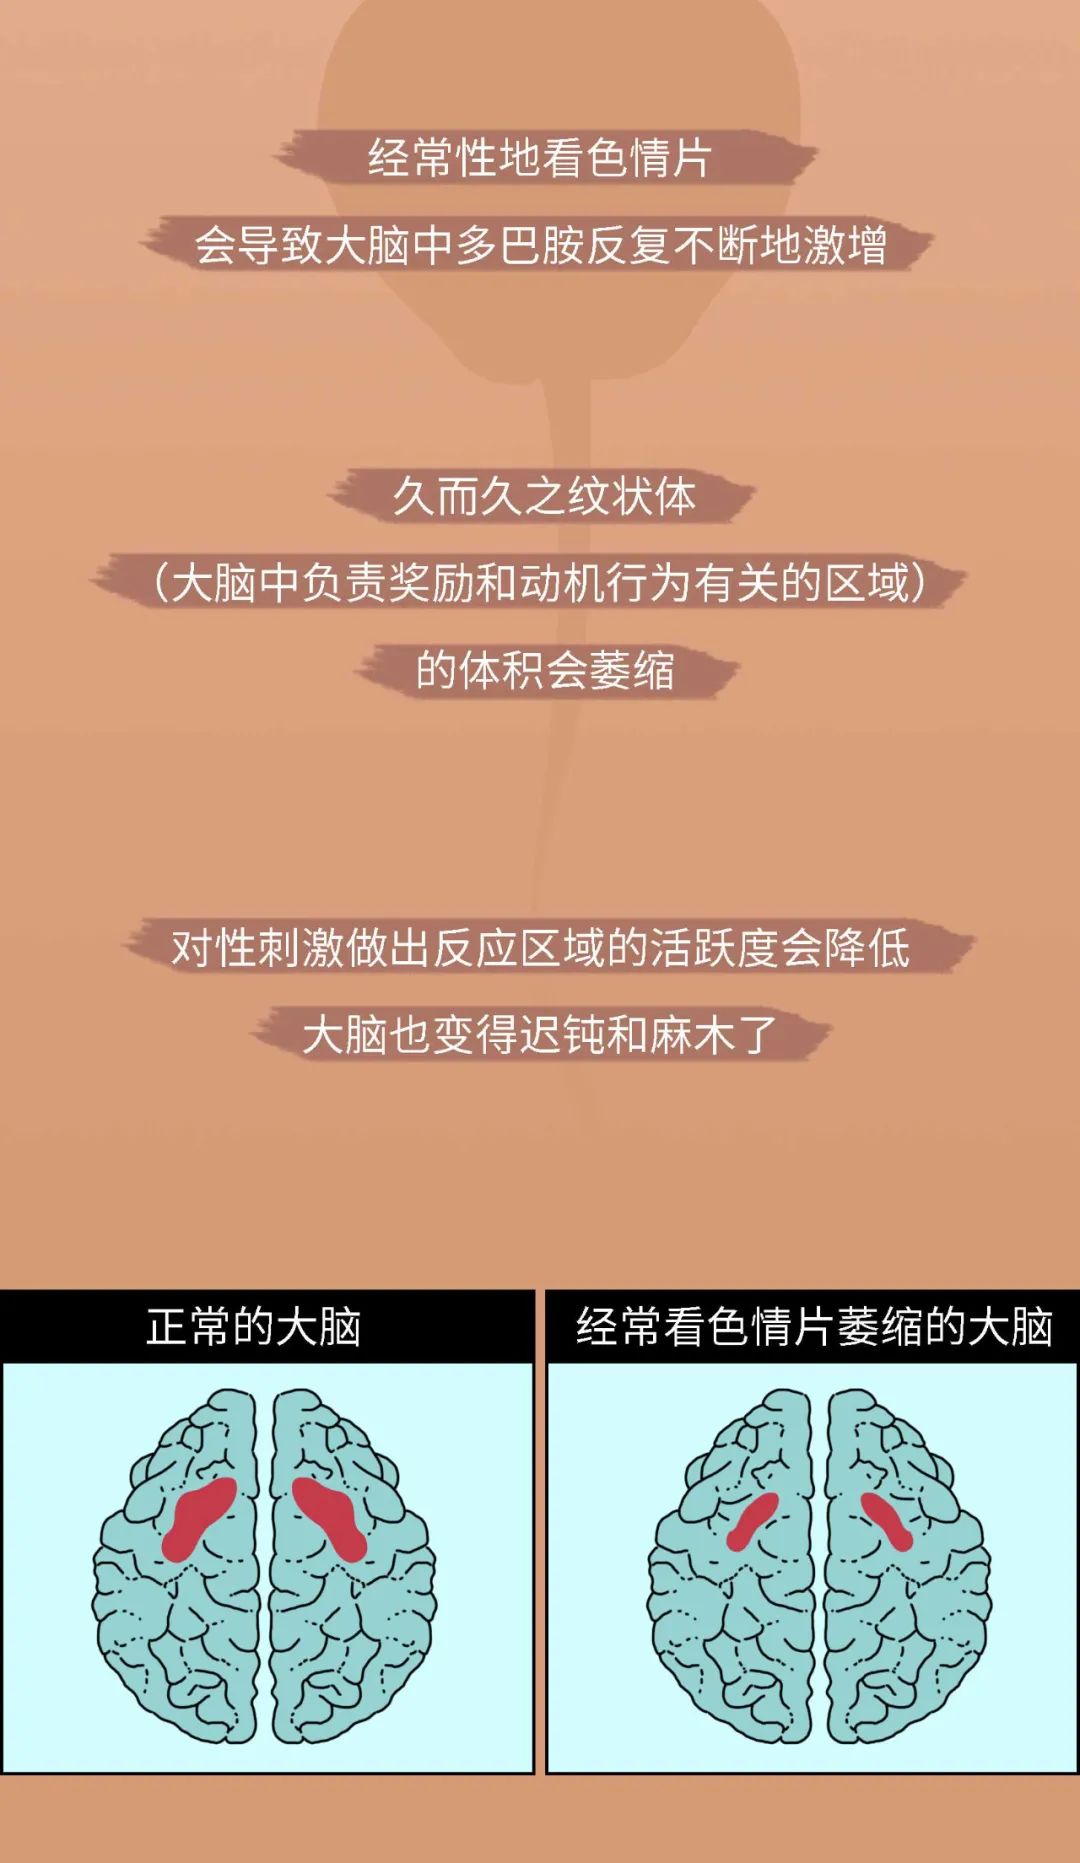 经常性地看色情片
会导致大脑中多巴胺反复不断地激增
久而久之纹状体
（大脑中负责奖励和动机行为有关的区域）
的体积会萎缩
对性刺激做出反应区域的活跃度会降低
大脑也变得迟钝和麻木了
正常的大脑
经常看色情片萎缩的大脑